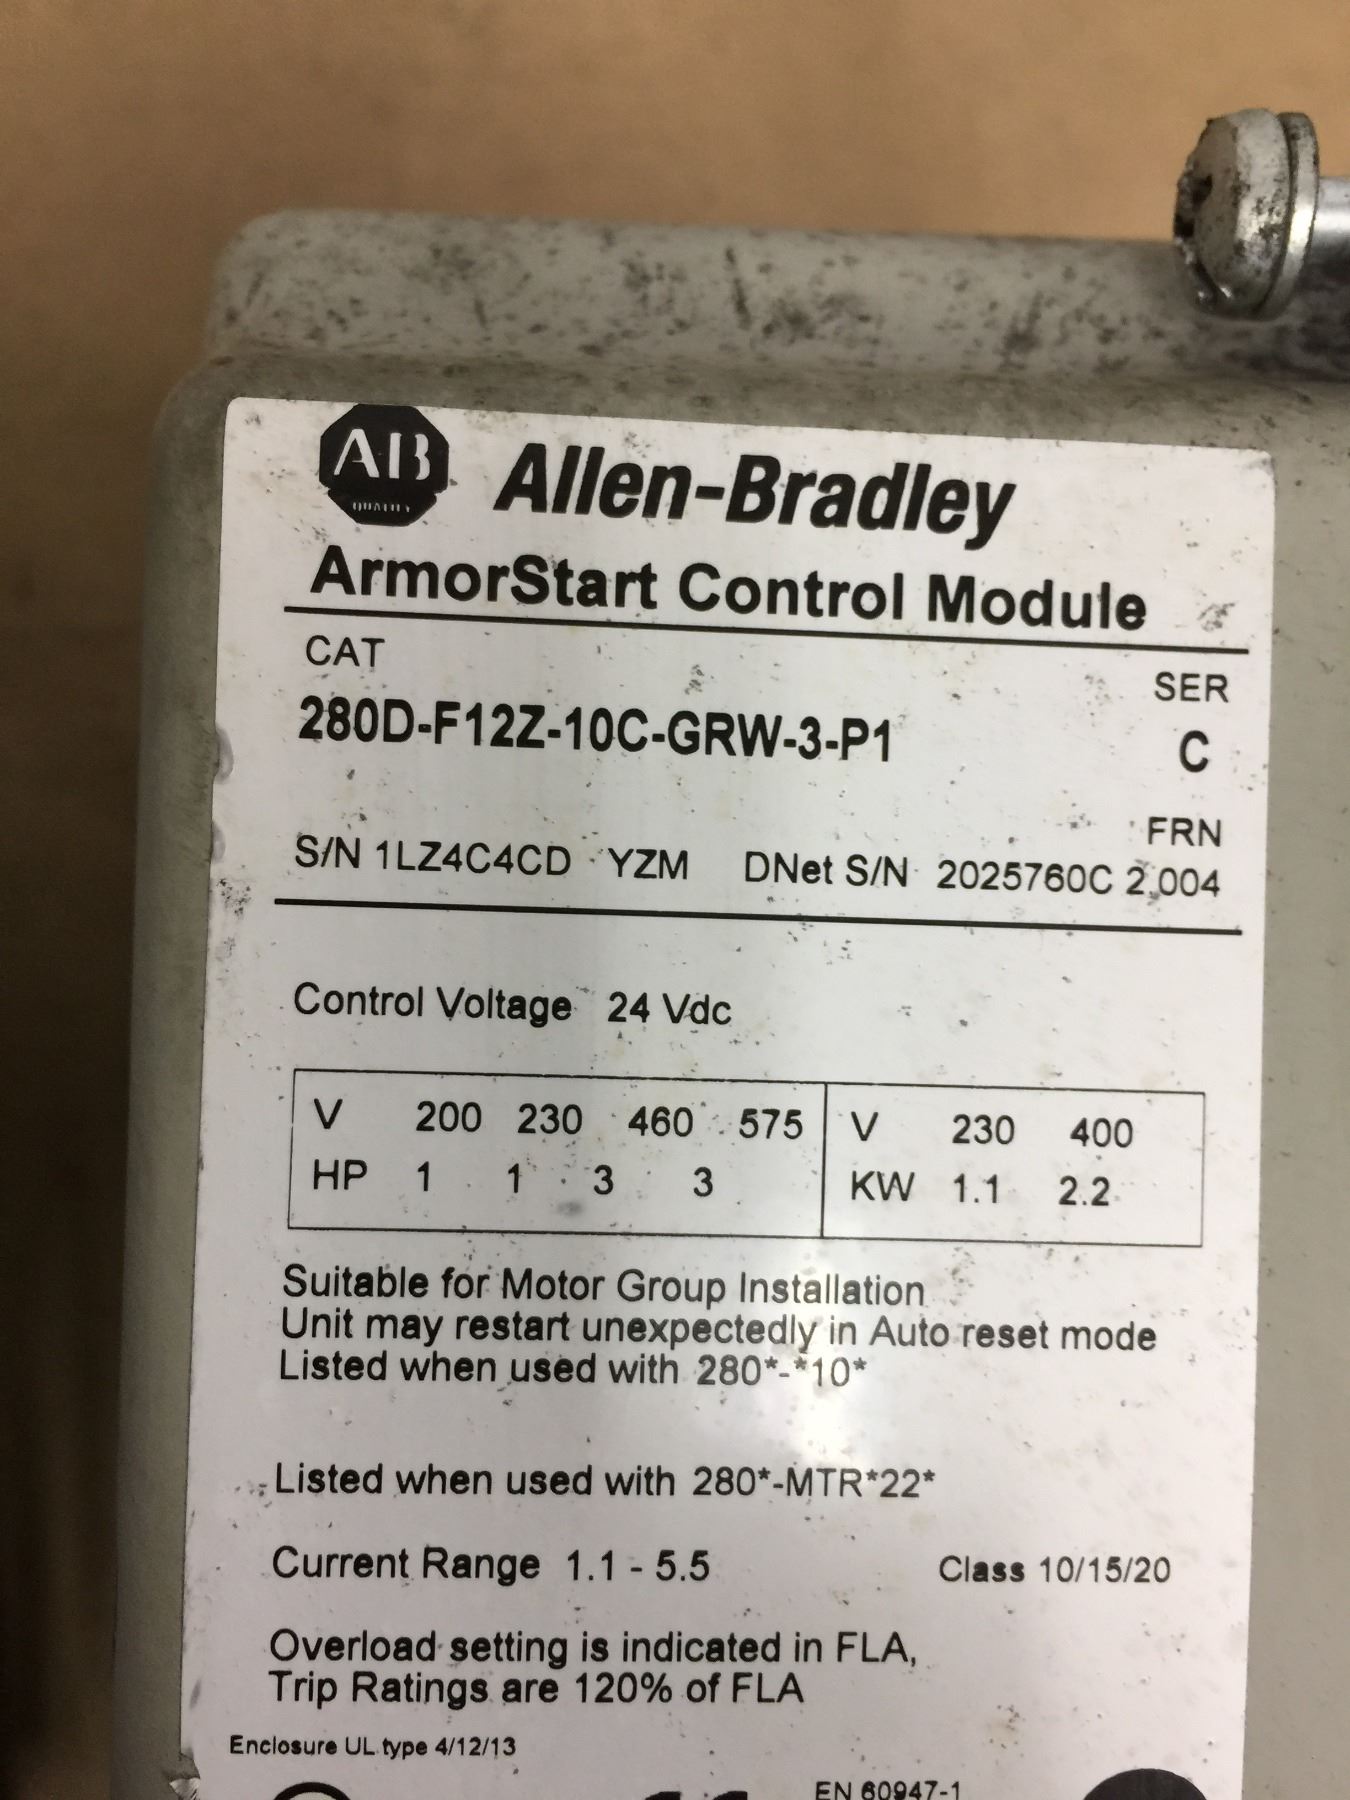 AB
QUALITY
Allen-Bradley
ArmorStart Control Module
CAT
SER
280D-F12Z-10C-GRW-3-P1
C
FRN
S/N 1LZ4C4CD YZM DNet S/N 2025760C 2.004
Control Voltage 24 Vdc
V 200 230 460 575
HP 1 1 3 3
V 230 400
KW 1.1 2.2
Suitable for Motor Group Installation
Unit may restart unexpectedly in Auto reset mode
Listed when used with 280*-*10*
Listed when used with 280*-MTR*22*
Current Range 1.1 - 5.5 Class 10/15/20
Overload setting is indicated in FLA,
Trip Ratings are 120% of FLA
Enclosure UL type 4/12/13
EN 60947-1